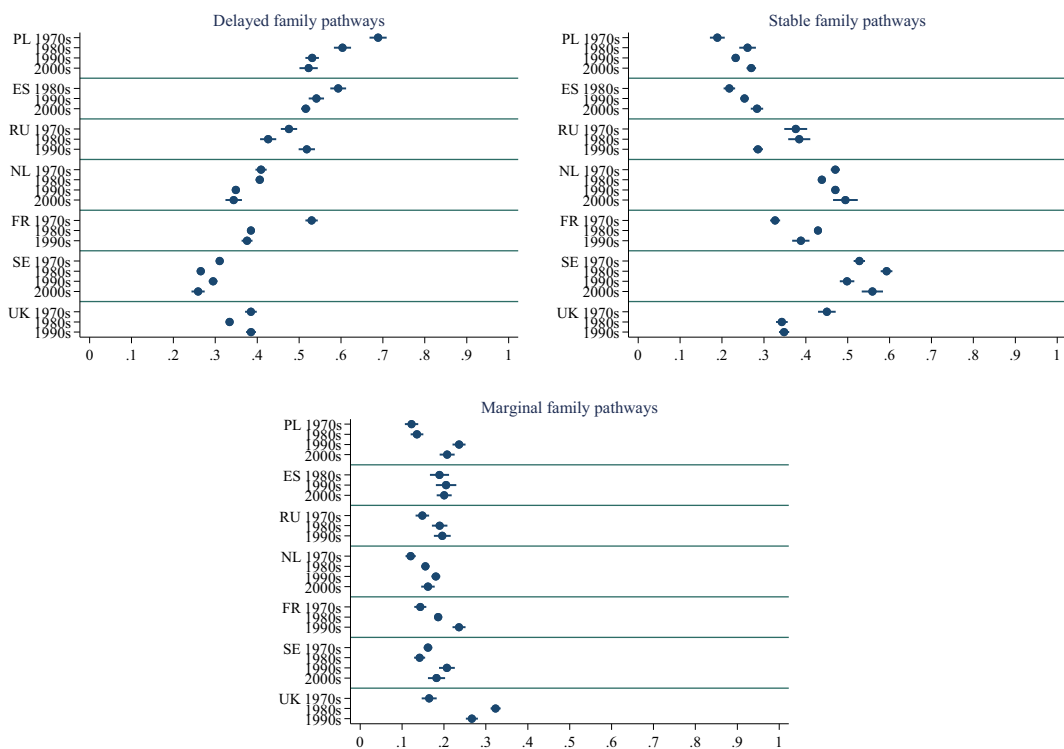 Delayed family pathways
PL 1970s
1980s
1990s
2000s
ES 1980s
1990s
2000s
RU 1970s
1980s
1990s
NL 1970s
1980s
1990s
2000s
FR 1970s
1980s
1990s
SE 1970s
1980s
1990s
2000s
UK 1970s
1980s
1990s
0 .1 .2 .3 .4 .5 .6 .7 .8 .9 1
Stable family pathways
PL 1970s
1980s
1990s
2000s
ES 1980s
1990s
2000s
RU 1970s
1980s
1990s
NL 1970s
1980s
1990s
2000s
FR 1970s
1980s
1990s
SE 1970s
1980s
1990s
2000s
UK 1970s
1980s
1990s
0 .1 .2 .3 .4 .5 .6 .7 .8 .9 1
Marginal family pathways
PL 1970s
1980s
1990s
2000s
ES 1980s
1990s
2000s
RU 1970s
1980s
1990s
NL 1970s
1980s
1990s
2000s
FR 1970s
1980s
1990s
SE 1970s
1980s
1990s
2000s
UK 1970s
1980s
1990s
0 .1 .2 .3 .4 .5 .6 .7 .8 .9 1